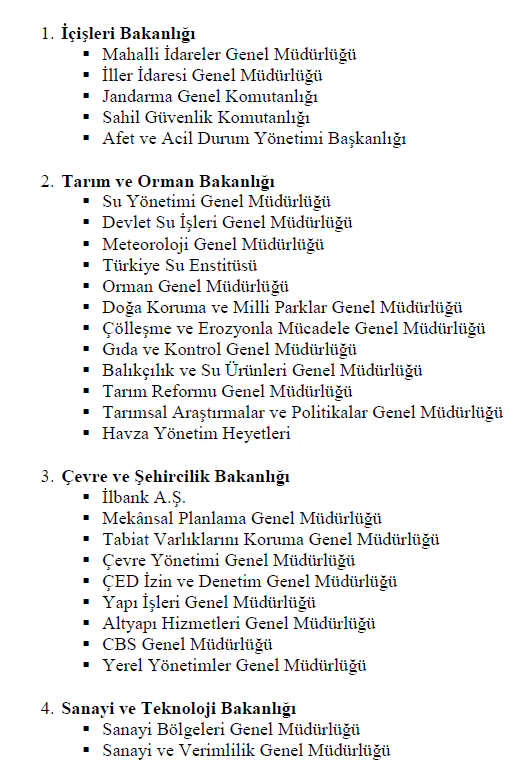 1. İçişleri Bakanlığı
▪ Mahalli İdareler Genel Müdürlüğü
▪ İller İdaresi Genel Müdürlüğü
▪ Jandarma Genel Komutanlığı
▪ Sahil Güvenlik Komutanlığı
▪ Afet ve Acil Durum Yönetimi Başkanlığı
2. Tarım ve Orman Bakanlığı
▪ Su Yönetimi Genel Müdürlüğü
▪ Devlet Su İşleri Genel Müdürlüğü
▪ Meteoroloji Genel Müdürlüğü
▪ Türkiye Su Enstitüsü
▪ Orman Genel Müdürlüğü
▪ Doğa Koruma ve Milli Parklar Genel Müdürlüğü
▪ Çölleşme ve Erozyonla Mücadele Genel Müdürlüğü
▪ Gıda ve Kontrol Genel Müdürlüğü
▪ Balıkçılık ve Su Ürünleri Genel Müdürlüğü
▪ Tarım Reformu Genel Müdürlüğü
▪ Tarımsal Araştırmalar ve Politikalar Genel Müdürlüğü
▪ Havza Yönetim Heyetleri
3. Çevre ve Şehircilik Bakanlığı
▪ İlbank A.Ş.
▪ Mekânsal Planlama Genel Müdürlüğü
▪ Tabiat Varlıklarını Koruma Genel Müdürlüğü
▪ Çevre Yönetimi Genel Müdürlüğü
▪ ÇED İzin ve Denetim Genel Müdürlüğü
▪ Yapı İşleri Genel Müdürlüğü
▪ Altyapı Hizmetleri Genel Müdürlüğü
▪ CBS Genel Müdürlüğü
▪ Yerel Yönetimler Genel Müdürlüğü
4. Sanayi ve Teknoloji Bakanlığı
▪ Sanayi Bölgeleri Genel Müdürlüğü
▪ Sanayi ve Verimlilik Genel Müdürlüğü